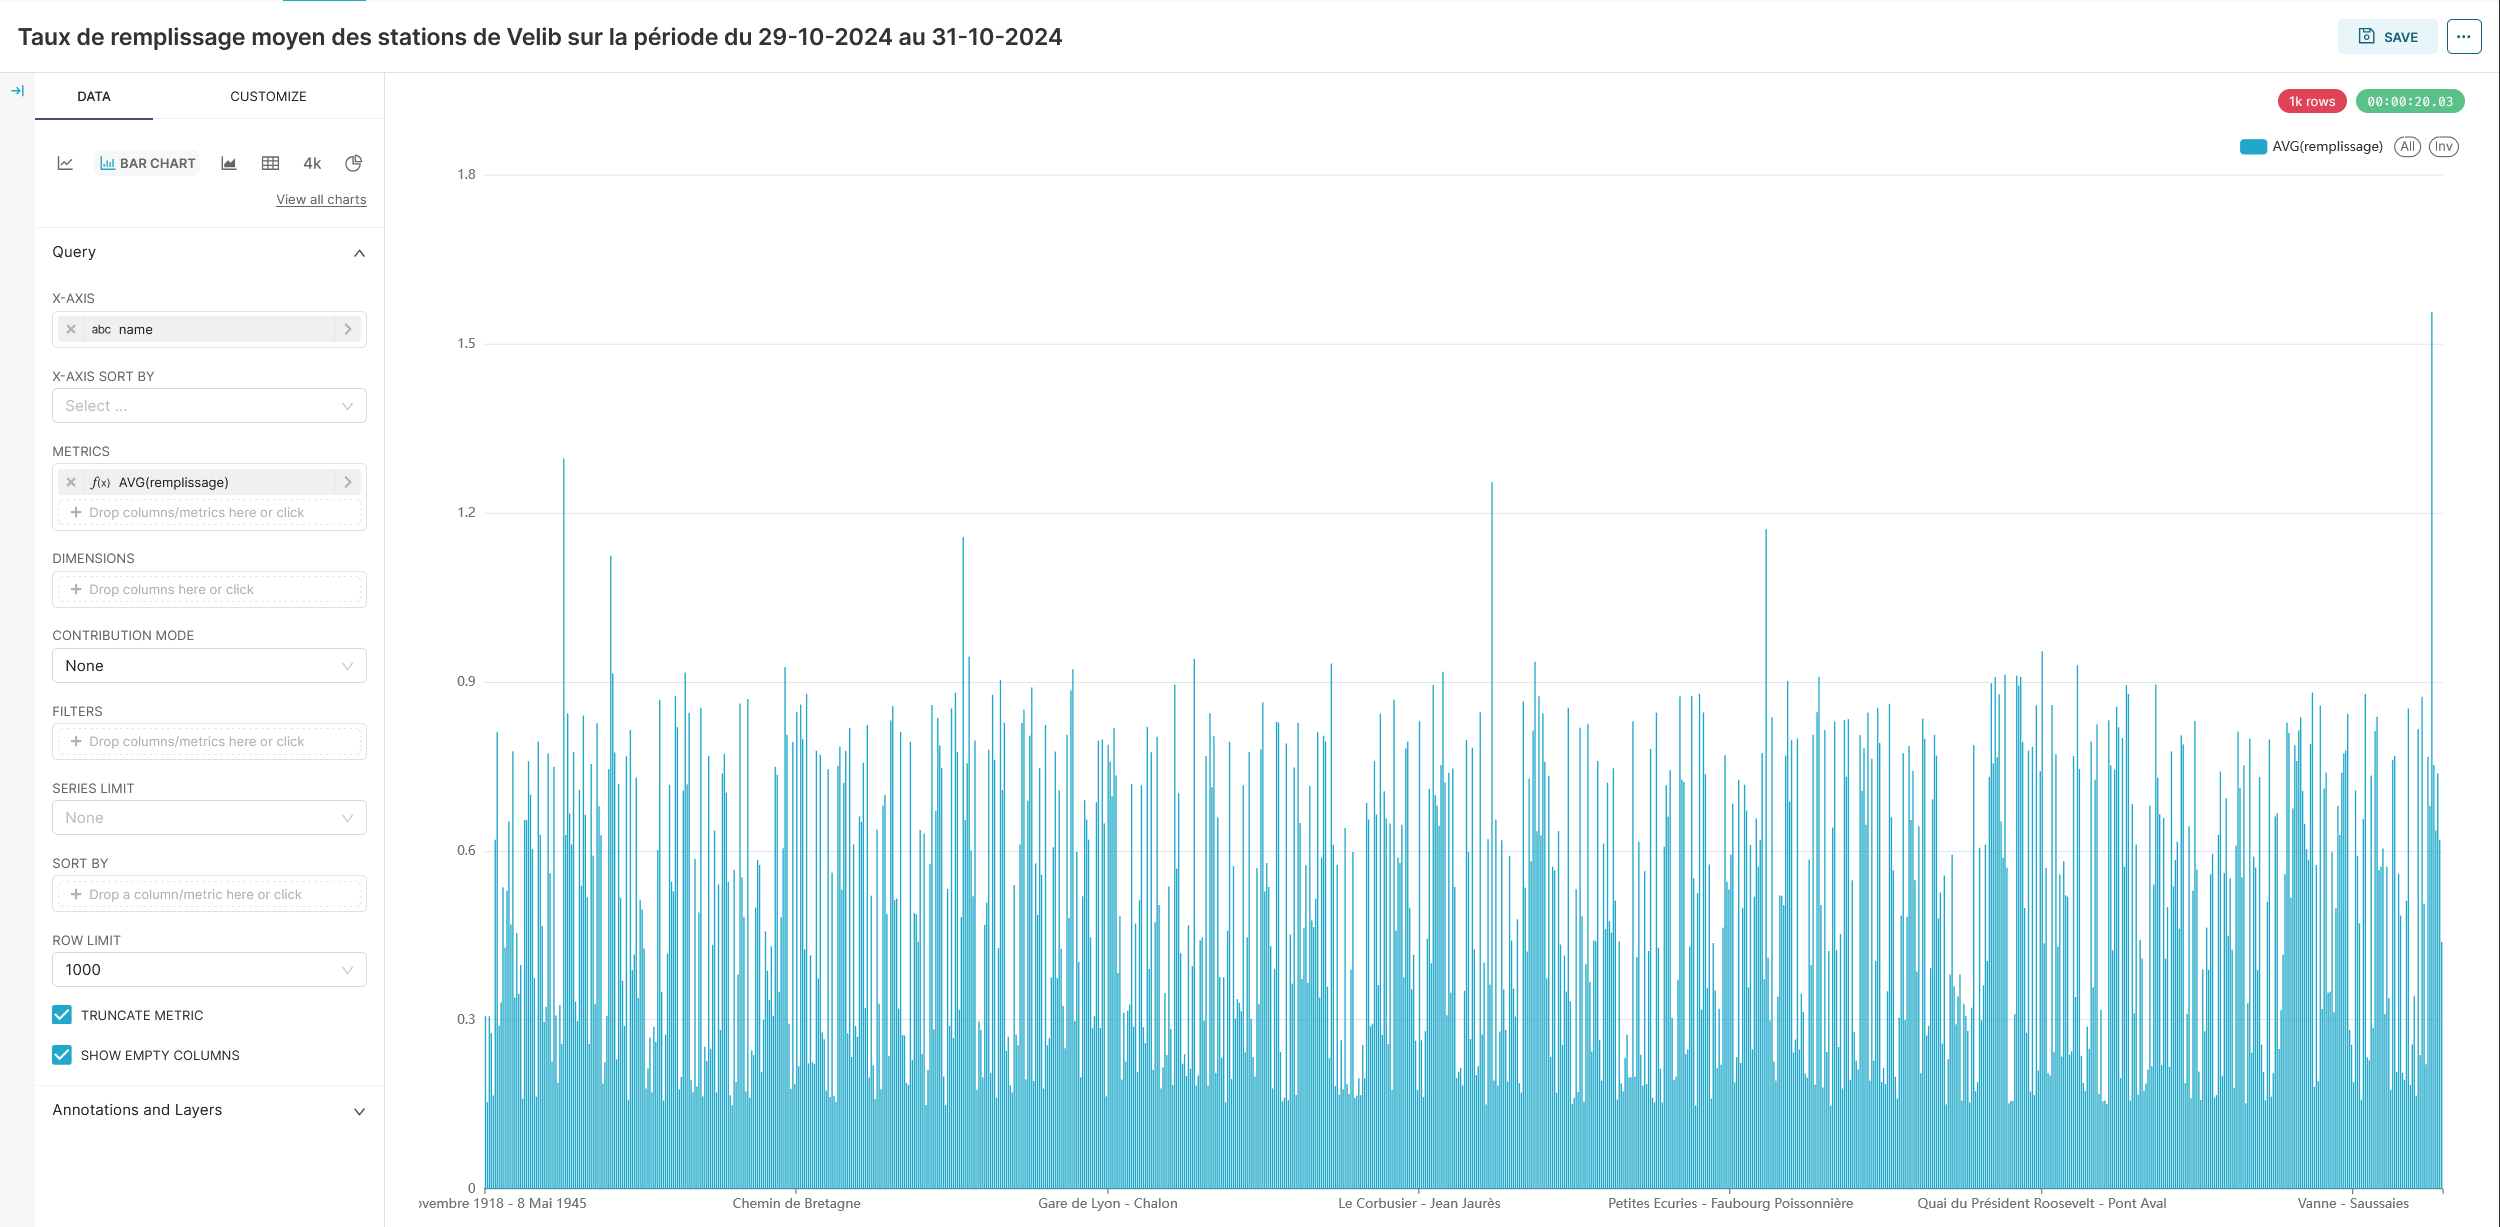 Taux de remplissage moyen des stations de Velib sur la période du 29-10-2024 au 31-10-2024
SAVE
DATA
CUSTOMIZE
BAR CHART
4k
View all charts
Query
X-AXIS
abc name
X-AXIS SORT BY
Select ...
METRICS
f(x) AVG(remplissage)
Drop columns/metrics here or click
DIMENSIONS
Drop columns here or click
CONTRIBUTION MODE
None
FILTERS
Drop columns/metrics here or click
SERIES LIMIT
None
SORT BY
Drop a column/metric here or click
ROW LIMIT
1000
TRUNCATE METRIC
SHOW EMPTY COLUMNS
Annotations and Layers
1k rows
00:00:20.03
AVG(remplissage)
All
Inv
1.8
1.5
1.2
0.9
0.6
0.3
0
ovembre 1918 - 8 Mai 1945
Chemin de Bretagne
Gare de Lyon - Chalon
Le Corbusier - Jean Jaurès
Petites Ecuries - Faubourg Poissonnière
Quai du Président Roosevelt - Pont Aval
Vanne - Saussaies